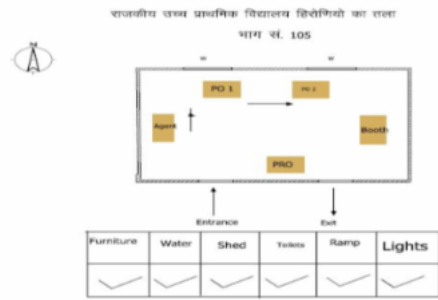 राजकीय उच्च प्राथमिक विद्यालय हिरोणियो का तला
भाग सं. 105
N
W W
PO 1 PO 2
Agent
Booth
PRO
Entrance Exit
Furniture Water Shed Toilets Ramp Lights